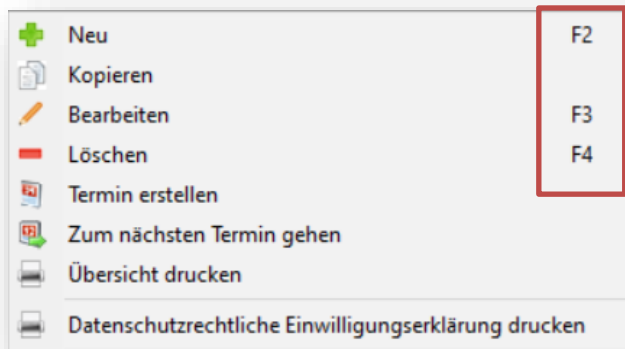 Neu F2
Kopieren
Bearbeiten F3
Löschen F4
Termin erstellen
Zum nächsten Termin gehen
Übersicht drucken
Datenschutzrechtliche Einwilligungserklärung drucken